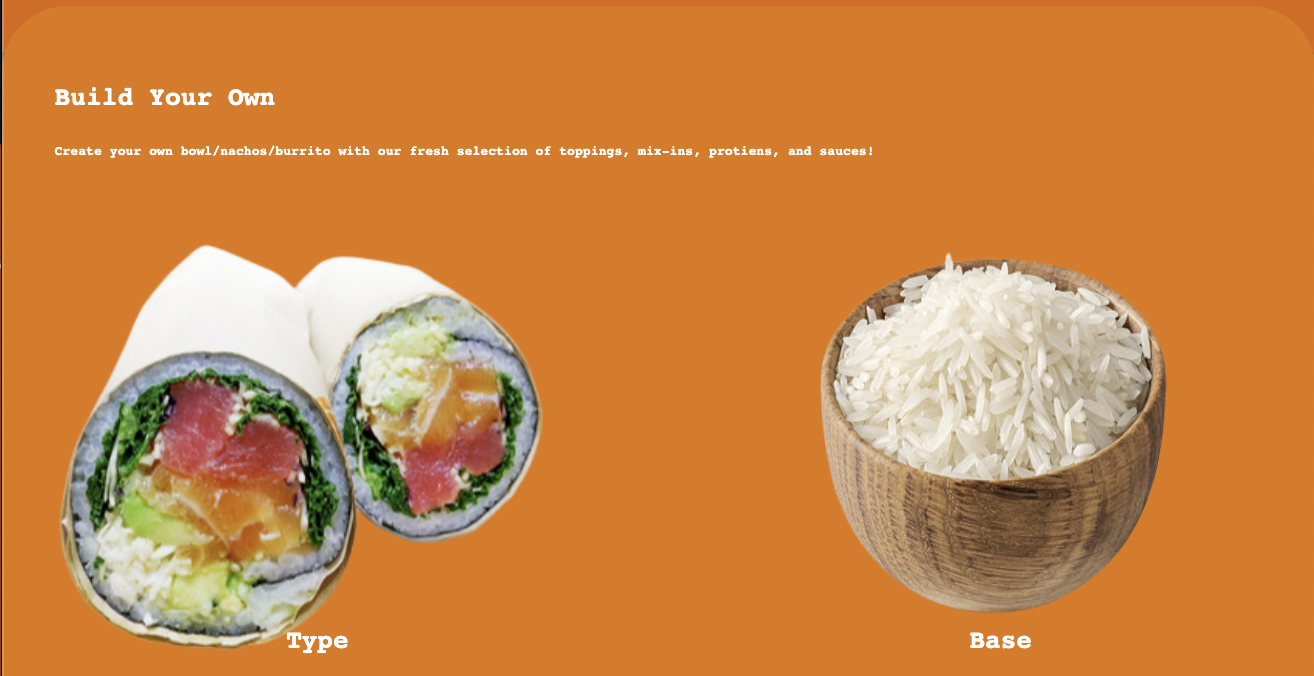 Build Your Own
Create your own bowl/nachos/burrito with our fresh selection of toppings, mix-ins, protiens, and sauces!
Type
Base